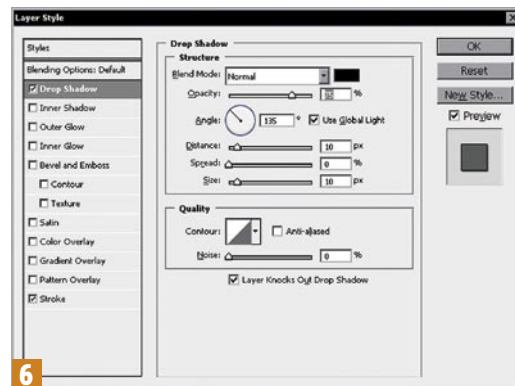 Layer Style
Styles
Blending Options: Default
Drop Shadow
Inner Shadow
Outer Glow
Inner Glow
Bevel and Emboss
Contour
Texture
Satin
Color Overlay
Gradient Overlay
Pattern Overlay
Stroke
Drop Shadow
Structure
Blend Mode: Normal
Opacity: %
Angle: 135 ° Use Global Light
Distance: 10 px
Spread: 0 %
Size: 10 px
Quality
Contour: Anti-aliased
Noise: 0 %
Layer Knocks Out Drop Shadow
OK
Reset
New Style...
Preview
6